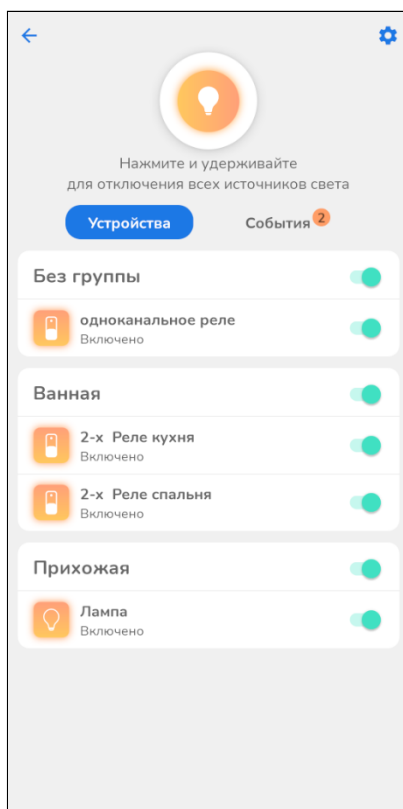 Нажмите и удерживайте
для отключения всех источников света
Устройства
События 2
Без группы
одноканальное реле
Включено
Ванная
2-х Реле кухня
Включено
2-х Реле спальня
Включено
Прихожая
Лампа
Включено